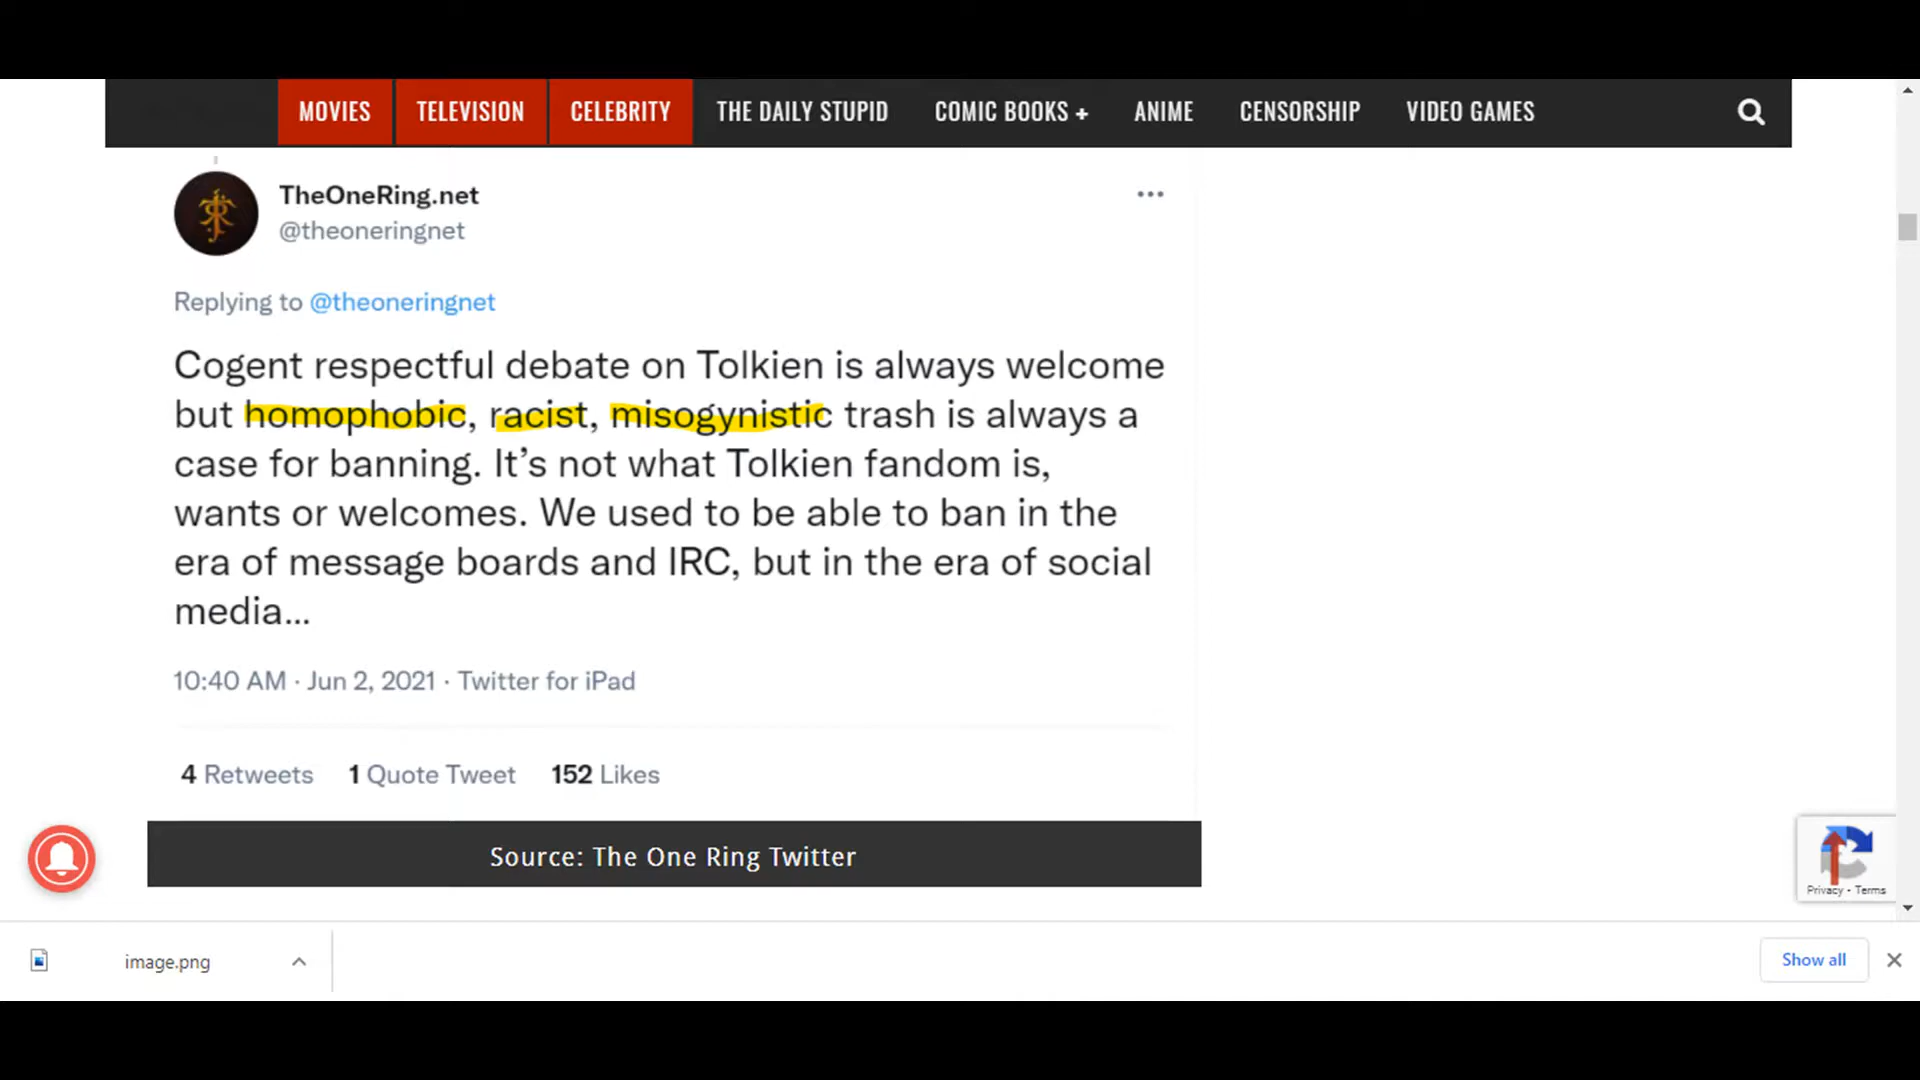 MOVIES TELEVISION CELEBRITY THE DAILY STUPID COMIC BOOKS + ANIME CENSORSHIP VIDEO GAMES
TheOneRing.net
@theoneringnet
Replying to @theoneringnet
Cogent respectful debate on Tolkien is always welcome
but homophobic, racist, misogynistic trash is always a
case for banning. It’s not what Tolkien fandom is,
wants or welcomes. We used to be able to ban in the
era of message boards and IRC, but in the era of social
media...
10:40 AM · Jun 2, 2021 · Twitter for iPad
4 Retweets 1 Quote Tweet 152 Likes
Source: The One Ring Twitter
Privacy - Terms
image.png
Show all